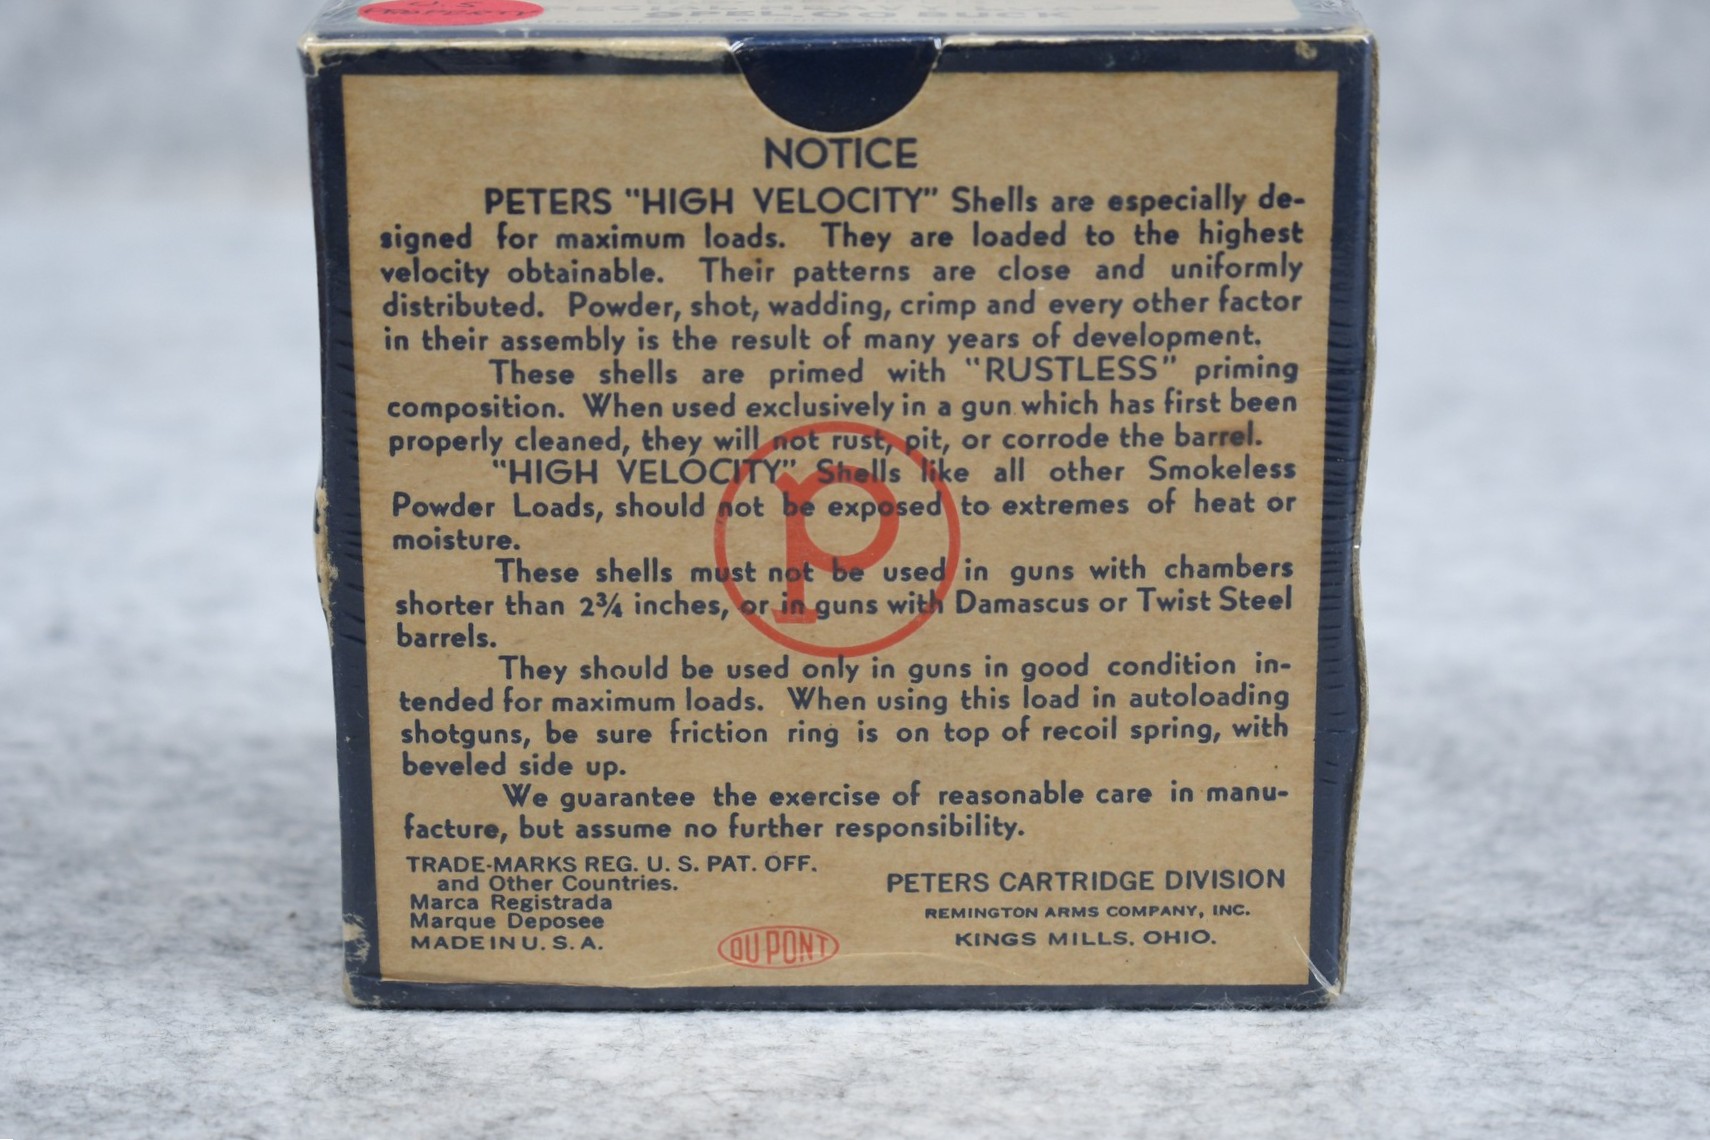 U.S.
PROPERTY
OO BUCK
NOTICE
PETERS "HIGH VELOCITY" Shells are especially de-
signed for maximum loads. They are loaded to the highest
velocity obtainable. Their patterns are close and uniformly
distributed. Powder, shot, wadding, crimp and every other factor
in their assembly is the result of many years of development.
These shells are primed with "RUSTLESS" priming
composition. When used exclusively in a gun which has first been
properly cleaned, they will not rust, pit, or corrode the barrel.
"HIGH VELOCITY" Shells like all other Smokeless
Powder Loads, should not be exposed to extremes of heat or
moisture.
These shells must not be used in guns with chambers
shorter than 2¾ inches, or in guns with Damascus or Twist Steel
barrels.
They should be used only in guns in good condition in-
tended for maximum loads. When using this load in autoloading
shotguns, be sure friction ring is on top of recoil spring, with
beveled side up.
We guarantee the exercise of reasonable care in manu-
facture, but assume no further responsibility.
TRADE-MARKS REG. U. S. PAT. OFF.
and Other Countries.
Marca Registrada
Marque Deposee
MADE IN U. S. A.
P
DU PONT
PETERS CARTRIDGE DIVISION
REMINGTON ARMS COMPANY, INC.
KINGS MILLS, OHIO.